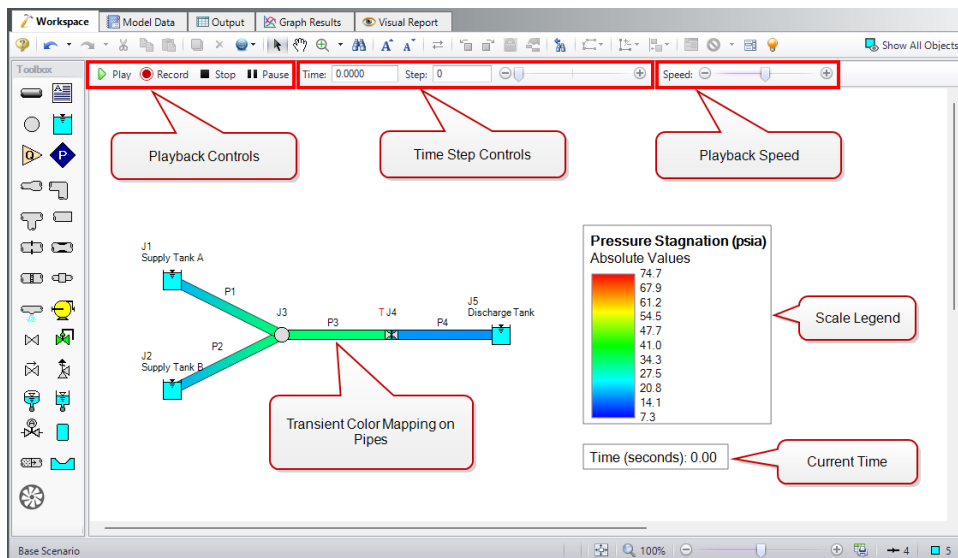 Workspace Model Data Output Graph Results Visual Report
A A Show All Objects
Toolbox
Play Record Stop Pause Time: 0.0000 Step: 0 Speed:
A
Q P
Playback Controls
Time Step Controls
Playback Speed
J1
Supply Tank A
P1
J3
P3
T J4
P4
J5
Discharge Tank
P2
J2
Supply Tank B
Transient Color Mapping on
Pipes
Pressure Stagnation (psia)
Absolute Values
74.7
67.9
61.2
54.5
47.7
41.0
34.3
27.5
20.8
14.1
7.3
Scale Legend
Time (seconds): 0.00
Current Time
Base Scenario 100% 4 5